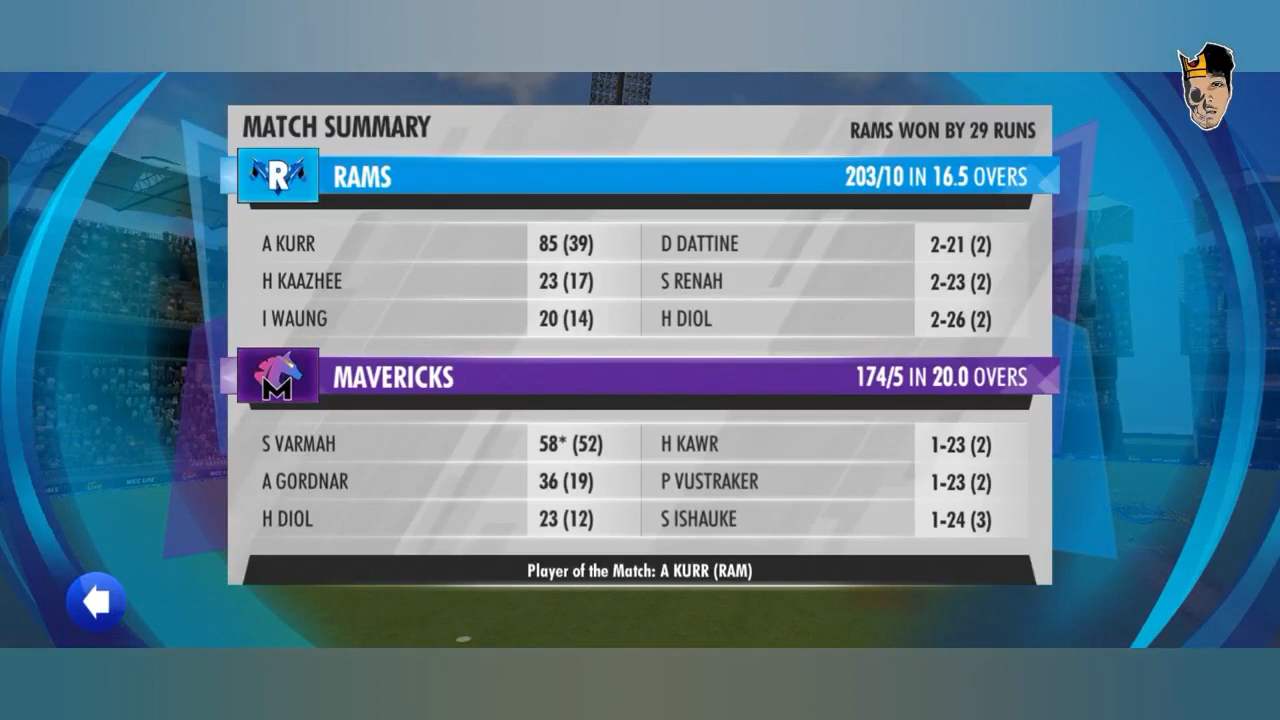 MATCH SUMMARY
RAMS WON BY 29 RUNS
R RAMS 203/10 IN 16.5 OVERS
A KURR 85 (39) D DATTINE 2-21 (2)
H KAAZHEE 23 (17) S RENAH 2-23 (2)
I WAUNG 20 (14) H DIOL 2-26 (2)
M MAVERICKS 174/5 IN 20.0 OVERS
S VARMAH 58* (52) H KAWR 1-23 (2)
A GORDNAR 36 (19) P VUSTRAKER 1-23 (2)
H DIOL 23 (12) S ISHAUKE 1-24 (3)
Player of the Match: A KURR (RAM)